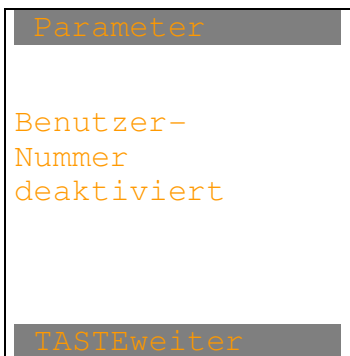 Parameter
Benutzer-
Nummer
deaktiviert
TASTEweiter